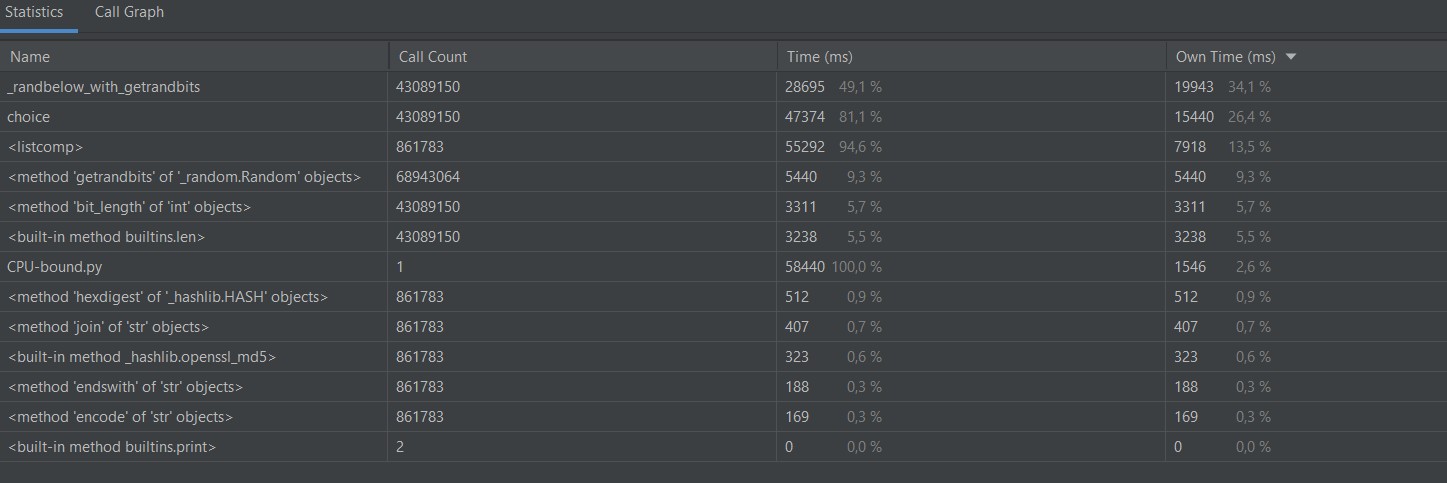 Statistics Call Graph
Name Call Count Time (ms) Own Time (ms)
_randbelow_with_getrandbits 43089150 28695 49,1 % 19943 34,1 %
choice 43089150 47374 81,1 % 15440 26,4 %
<listcomp> 861783 55292 94,6 % 7918 13,5 %
<method 'getrandbits' of '_random.Random' objects> 68943064 5440 9,3 % 5440 9,3 %
<method 'bit_length' of 'int' objects> 43089150 3311 5,7 % 3311 5,7 %
<built-in method builtins.len> 43089150 3238 5,5 % 3238 5,5 %
CPU-bound.py 1 58440 100,0 % 1546 2,6 %
<method 'hexdigest' of '_hashlib.HASH' objects> 861783 512 0,9 % 512 0,9 %
<method 'join' of 'str' objects> 861783 407 0,7 % 407 0,7 %
<built-in method _hashlib.openssl_md5> 861783 323 0,6 % 323 0,6 %
<method 'endswith' of 'str' objects> 861783 188 0,3 % 188 0,3 %
<method 'encode' of 'str' objects> 861783 169 0,3 % 169 0,3 %
<built-in method builtins.print> 2 0 0,0 % 0 0,0 %